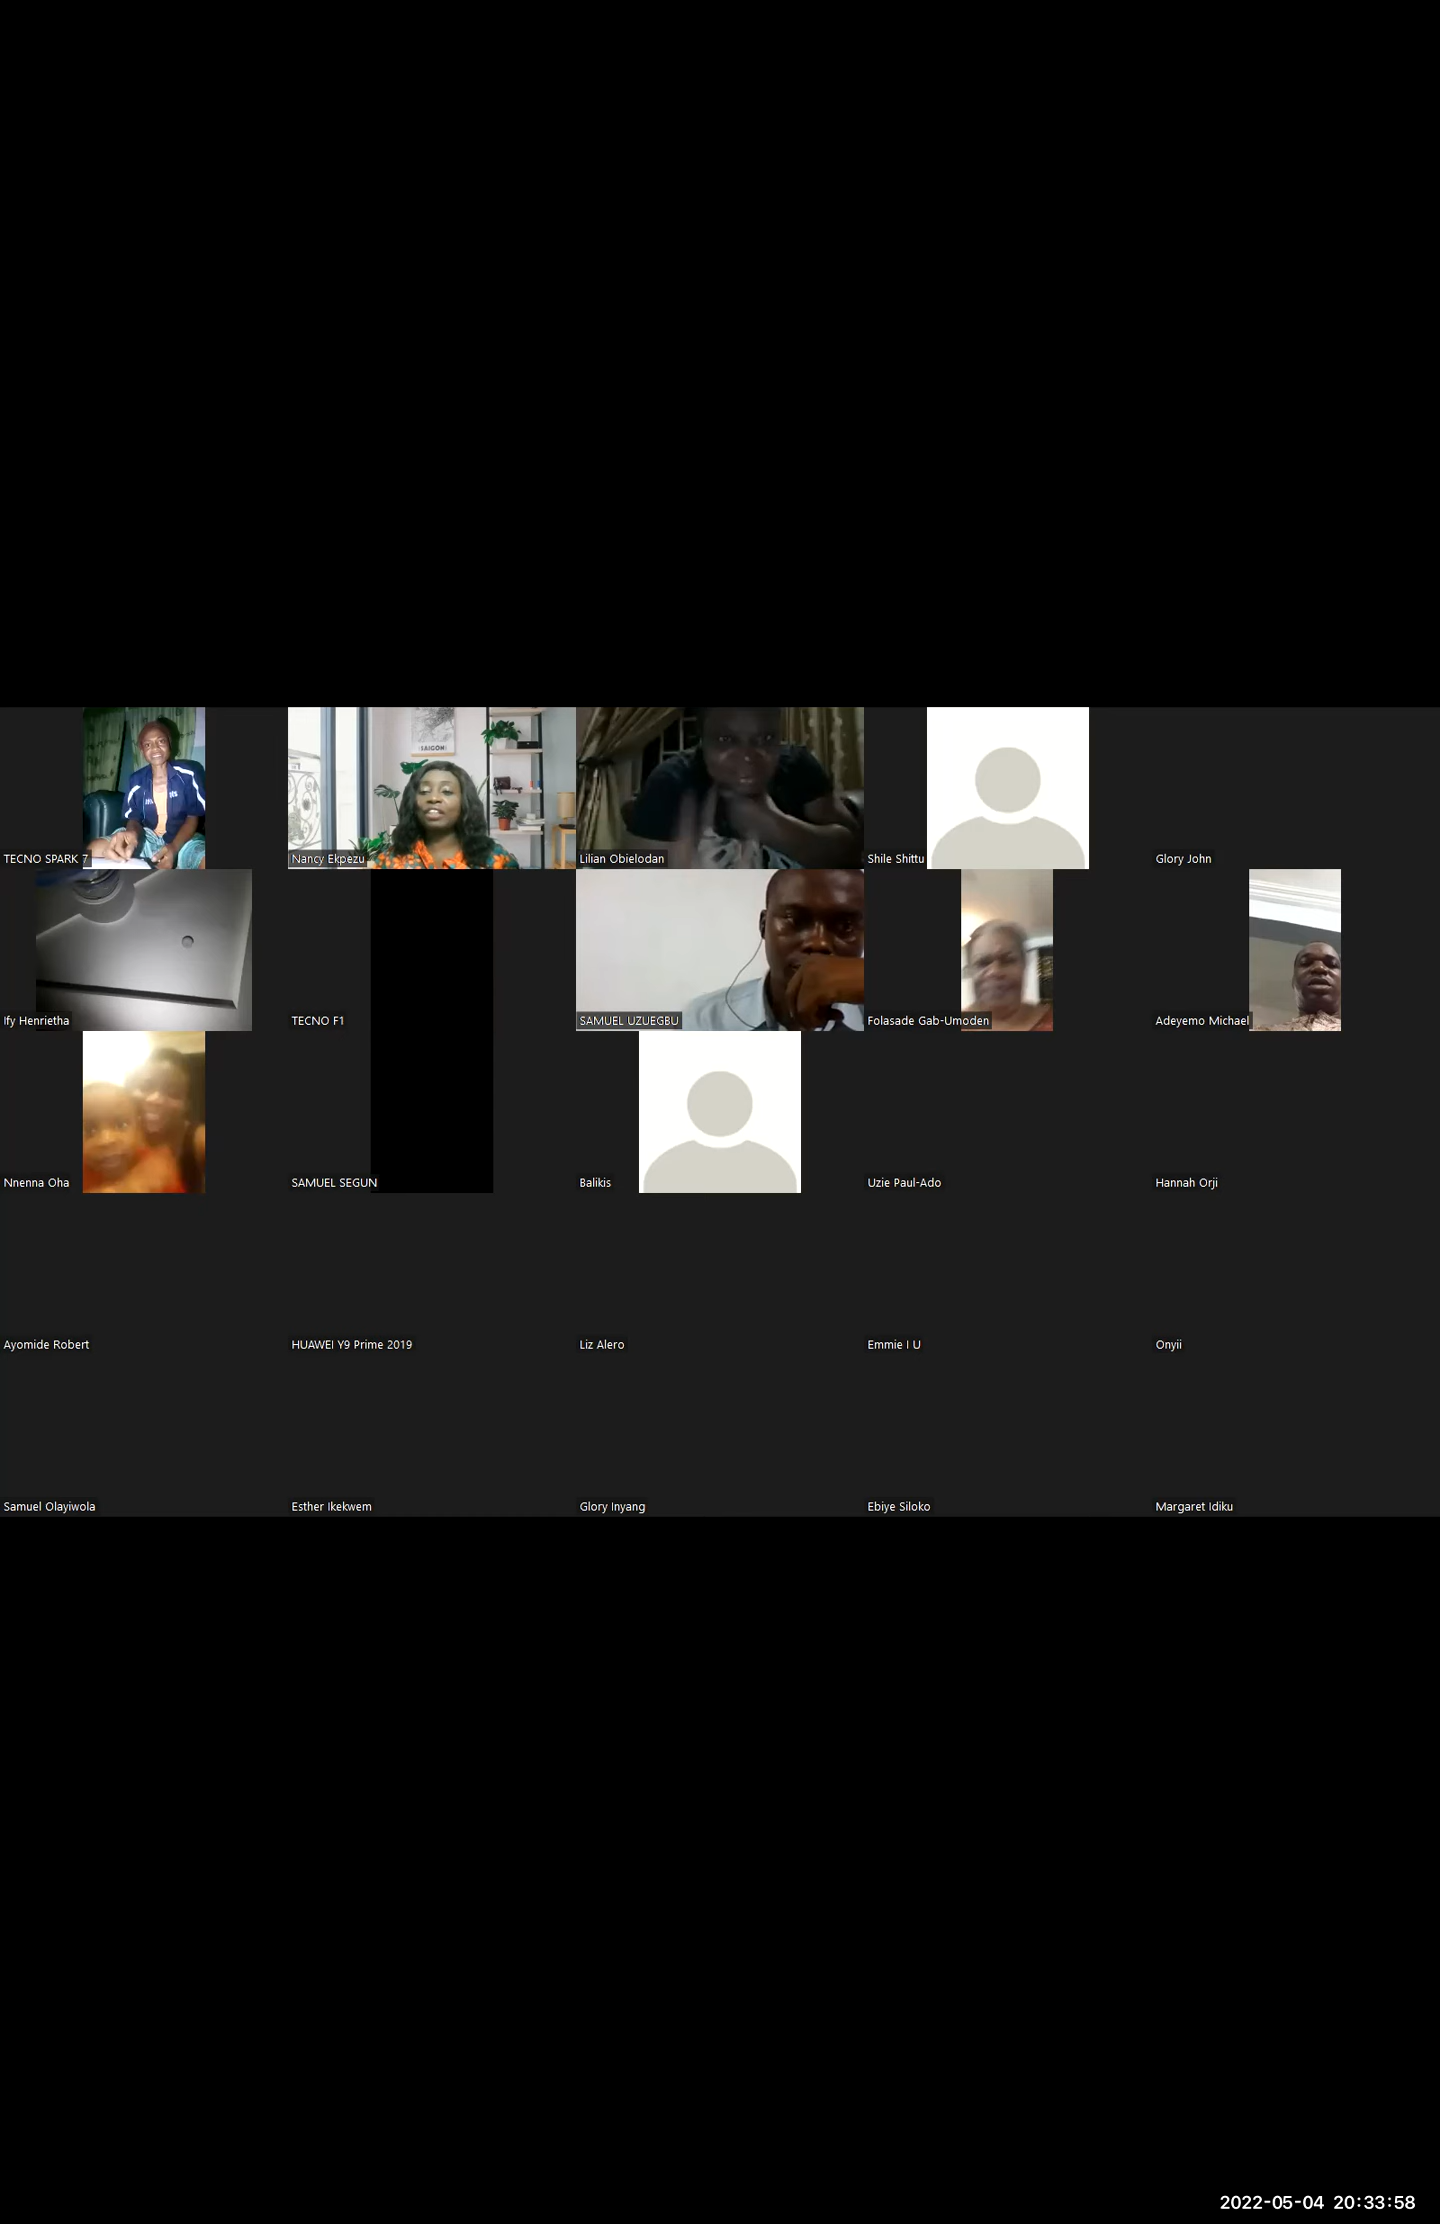 SAIGON
TECNO SPARK 7
Nancy Ekpezu
Lilian Obielodan
Shile Shittu
Glory John
Ify Henrietha
TECNO F1
SAMUEL UZUEGBU
Folasade Gab-Umoden
Adeyemo Michael
Nnenna Oha
SAMUEL SEGUN
Balikis
Uzie Paul-Ado
Hannah Orji
Ayomide Robert
HUAWEI Y9 Prime 2019
Liz Alero
Emmie I U
Onyii
Samuel Olayiwola
Esther Ikekwem
Glory Inyang
Ebiye Siloko
Margaret Idiku
2022-05-04 20:33:58